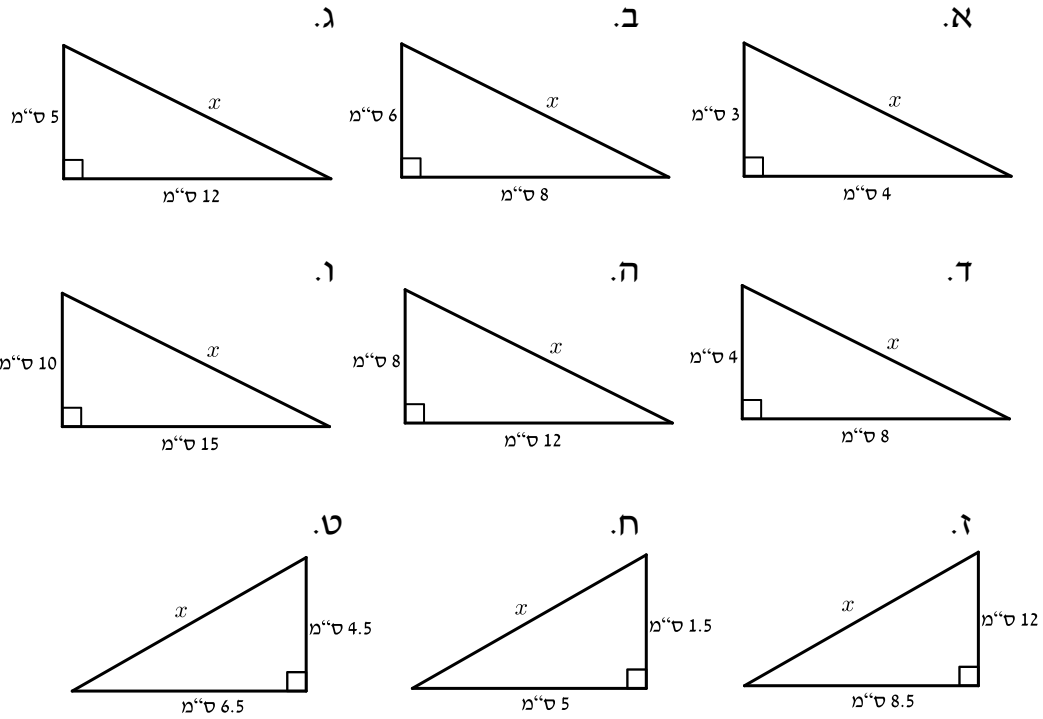 א.
3 ס“מ
x
4 ס“מ
ב.
6 ס“מ
x
8 ס“מ
ג.
5 ס“מ
x
12 ס“מ
ד.
4 ס“מ
x
8 ס“מ
ה.
8 ס“מ
x
12 ס“מ
ו.
10 ס“מ
x
15 ס“מ
ז.
x
12 ס“מ
8.5 ס“מ
ח.
x
1.5 ס“מ
5 ס“מ
ט.
x
4.5 ס“מ
6.5 ס“מ